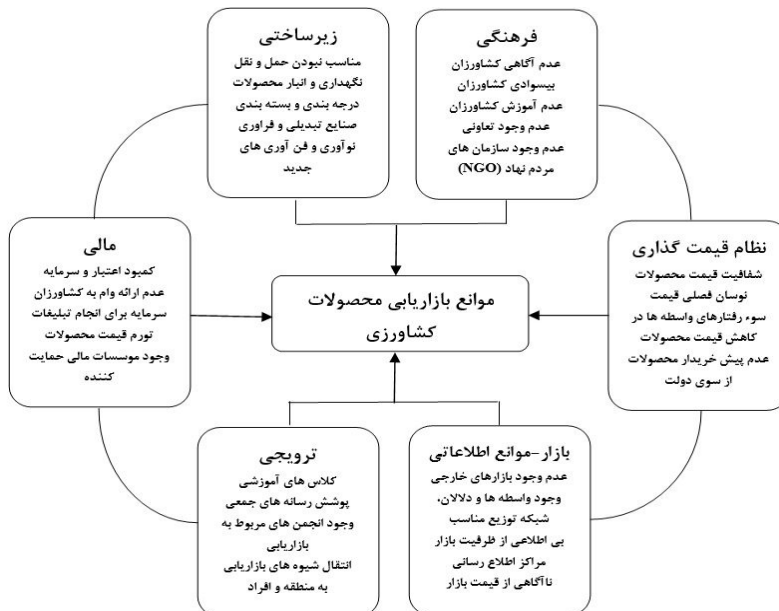 فرهنگی
عدم آگاهی کشاورزان
بیسوادی کشاورزان
عدم آموزش کشاورزان
عدم وجود تعاونی
عدم وجود سازمان های
مردم نهاد (NGO)
زیرساختی
مناسب نبودن حمل و نقل
نگهداری و انبار محصولات
درجه بندی و بسته بندی
صنایع تبدیلی و فراوری
نوآوری و فن آوری های
جدید
نظام قیمت گذاری
شفافیت قیمت محصولات
نوسان فصلی قیمت
سوء رفتارهای واسطه ها در
کاهش قیمت محصولات
عدم پیش خریدار محصولات
از سوی دولت
موانع بازاریابی محصولات
کشاورزی
مالی
کمبود اعتبار و سرمایه
عدم ارائه وام به کشاورزان
سرمایه برای انجام تبلیغات
تورم قیمت محصولات
وجود موسسات مالی حمایت
کننده
بازار-موانع اطلاعاتی
عدم وجود بازارهای خارجی
وجود واسطه ها و دلالان.
شبکه توزیع مناسب
بی اطلاعی از ظرفیت بازار
مراکز اطلاع رسانی
ناآگاهی از قیمت بازار
ترویجی
کلاس های آموزشی
پوشش رسانه های جمعی
وجود انجمن های مربوط به
بازاریابی
انتقال شیوه های بازاریابی
به منطقه و افراد